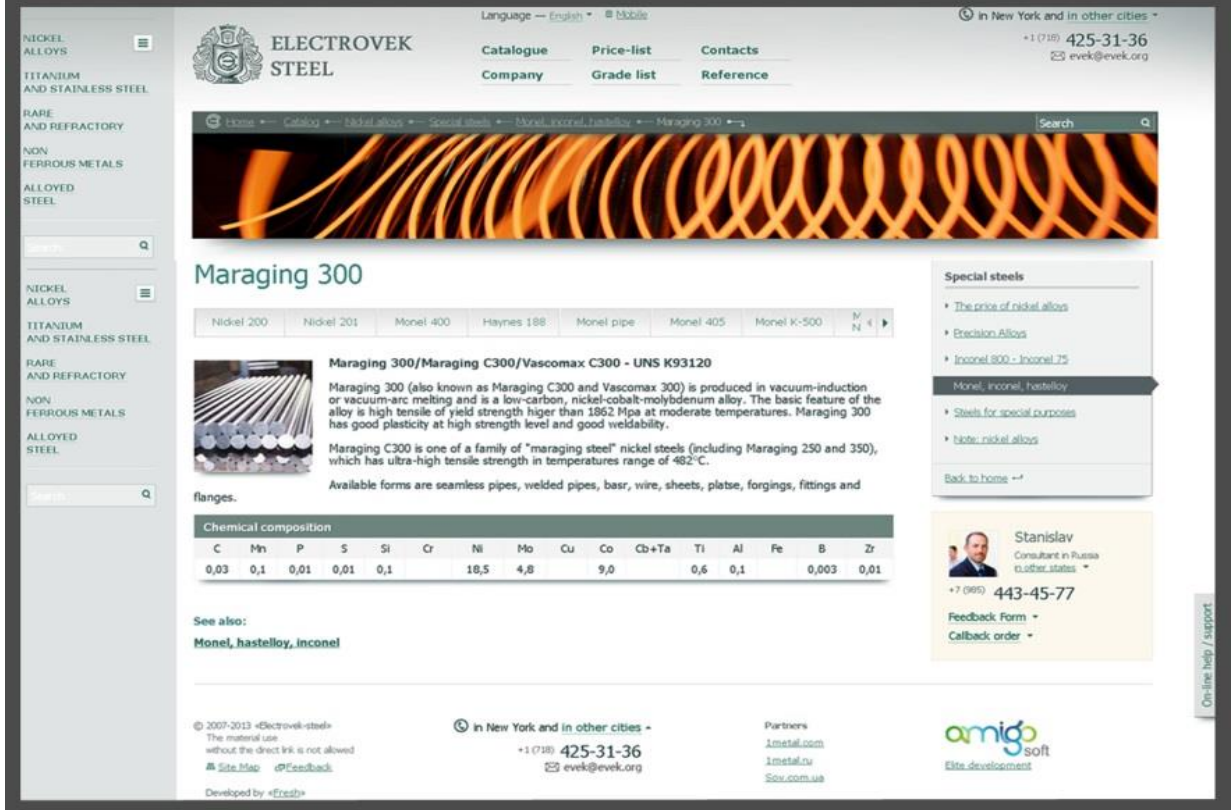 Language — English
Mobile
in New York and in other cities
+1 (718) 425-31-36
evek@evek.org
ELECTROVEK
STEEL
Catalogue
Price-list
Contacts
Company
Grade list
Reference
NICKEL
ALLOYS
TITANIUM
AND STAINLESS STEEL
RARE
AND REFRACTORY
NON
FERROUS METALS
ALLOYED
STEEL
Search
NICKEL
ALLOYS
TITANIUM
AND STAINLESS STEEL
RARE
AND REFRACTORY
NON
FERROUS METALS
ALLOYED
STEEL
Search
Home Catalog Nickel alloys Special steels Monel, inconel, hastelloy Maraging 300
Search
Maraging 300
Nickel 200 Nickel 201 Monel 400 Haynes 188 Monel pipe Monel 405 Monel K-500 M
N
Maraging 300/Maraging C300/Vascomax C300 - UNS K93120
Maraging 300 (also known as Maraging C300 and Vascomax 300) is produced in vacuum-induction
or vacuum-arc melting and is a low-carbon, nickel-cobalt-molybdenum alloy. The basic feature of the
alloy is high tensile of yield strength higer than 1862 Mpa at moderate temperatures. Maraging 300
has good plasticity at high strength level and good weldability.
Maraging C300 is one of a family of "maraging steel" nickel steels (including Maraging 250 and 350),
which has ultra-high tensile strength in temperatures range of 482°C.
Available forms are seamless pipes, welded pipes, basr, wire, sheets, platse, forgings, fittings and
flanges.
Chemical composition
C Mn P S Si Cr Ni Mo Cu Co Cb+Ta Ti Al Fe B Zr
0,03 0,1 0,01 0,01 0,1 18,5 4,8 9,0 0,6 0,1 0,003 0,01
See also:
Monel, hastelloy, inconel
Special steels
The price of nickel alloys
Precision Alloys
Inconel 800 - Inconel 75
Monel, inconel, hastelloy
Steels for special purposes
Note: nickel alloys
Back to home
Stanislav
Consultant in Russia
in other states
+7 (985) 443-45-77
Feedback Form
Callback order
On-line help / support
© 2007-2013 «Electrovek-steel»
The material use
without the direct link is not allowed
Site Map Feedback
Developed by «Fresh»
in New York and in other cities
+1 (718) 425-31-36
evek@evek.org
Partners
1metal.com
1metal.ru
Sov.com.ua
amigo
soft
Elite development